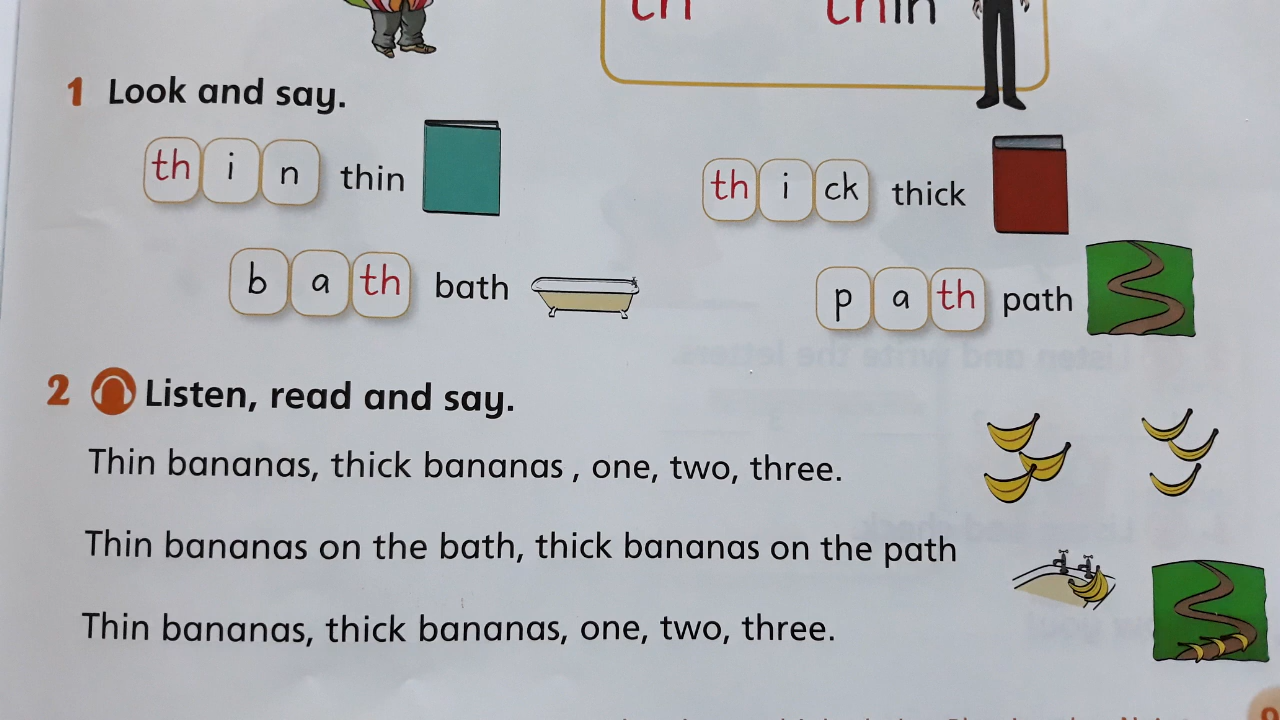 th thin
1 Look and say.
th i n thin
th i ck thick
b a th bath
p a th path
2 Listen, read and say.
Thin bananas, thick bananas , one, two, three.
Thin bananas on the bath, thick bananas on the path
Thin bananas, thick bananas, one, two, three.